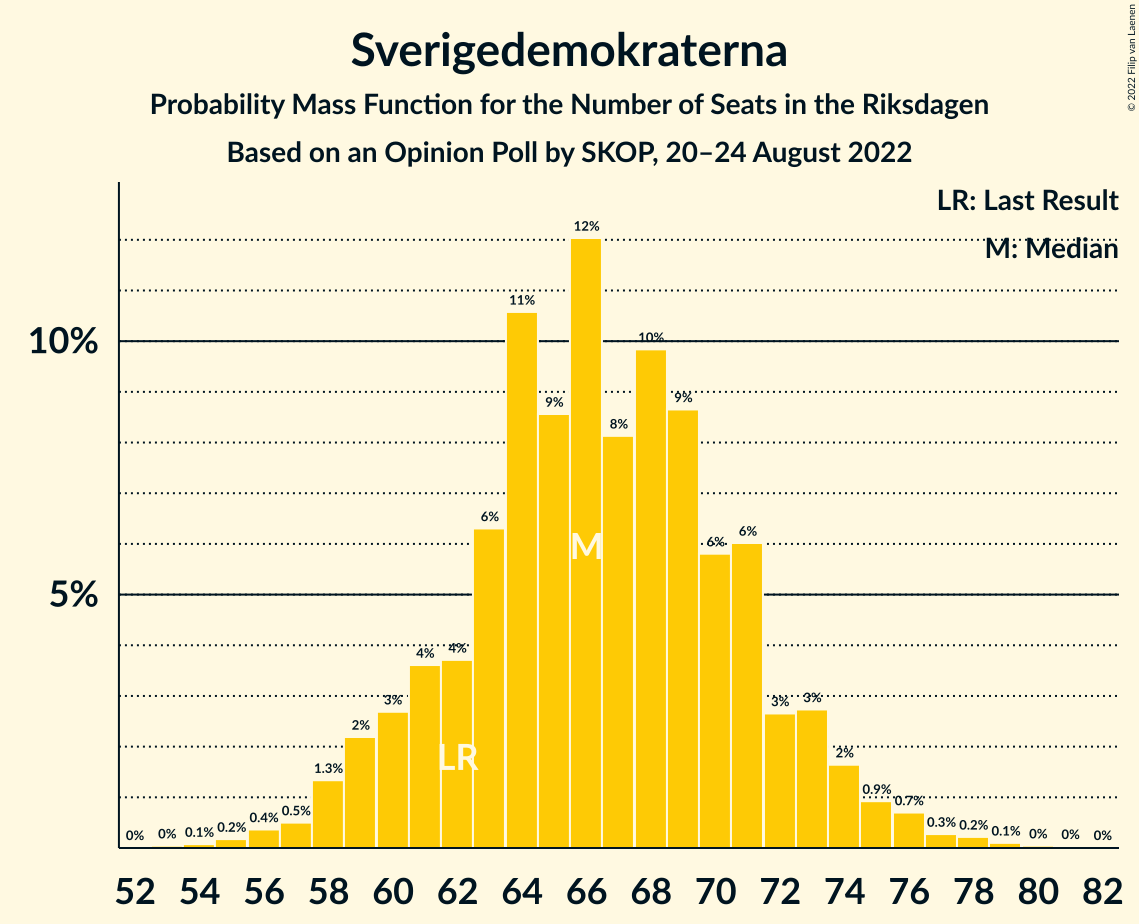 Sverigedemokraterna
Probability Mass Function for the Number of Seats in the Riksdagen
Based on an Opinion Poll by SKOP, 20–24 August 2022
© 2022 Filip van Laenen
LR: Last Result
M: Median
10%
5%
0% 0% 0.1% 0.2% 0.4% 0.5% 1.3% 2% 3% 4% 4% 6% 11% 9% 12% 8% 10% 9% 6% 6% 3% 3% 2% 0.9% 0.7% 0.3% 0.2% 0.1% 0% 0% 0%
M
LR
52 54 56 58 60 62 64 66 68 70 72 74 76 78 80 82